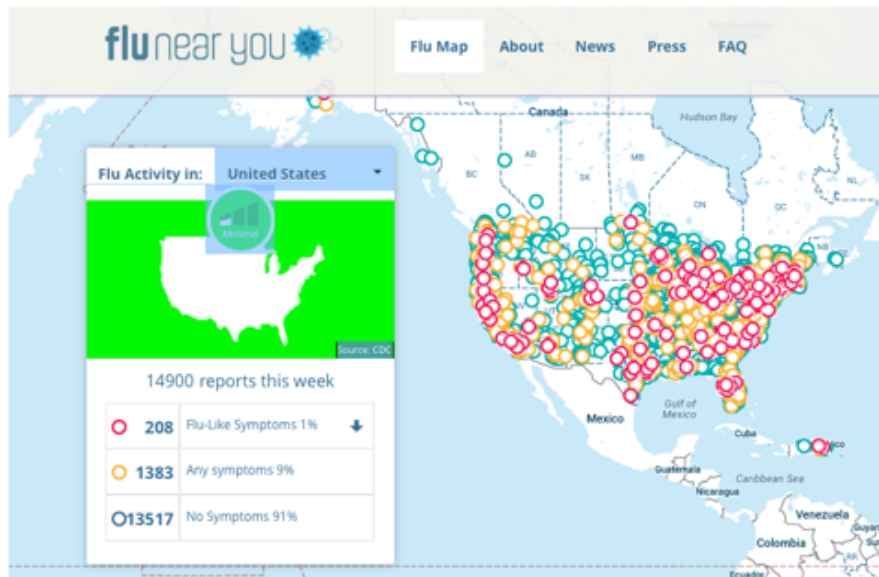 flu near you
Flu Map About News Press FAQ
Canada
Hudson Bay
AB
BC
SK
MB
ON
QC
NL
NB
Flu Activity in: United States
Minimal
Source: CDC
14900 reports this week
208 Flu-Like Symptoms 1%
1383 Any symptoms 9%
13517 No Symptoms 91%
Gulf of
Mexico
Mexico
Cuba
Guatemala
Caribbean Sea
Nicaragua
Venezuela
Colombia
Ecuador